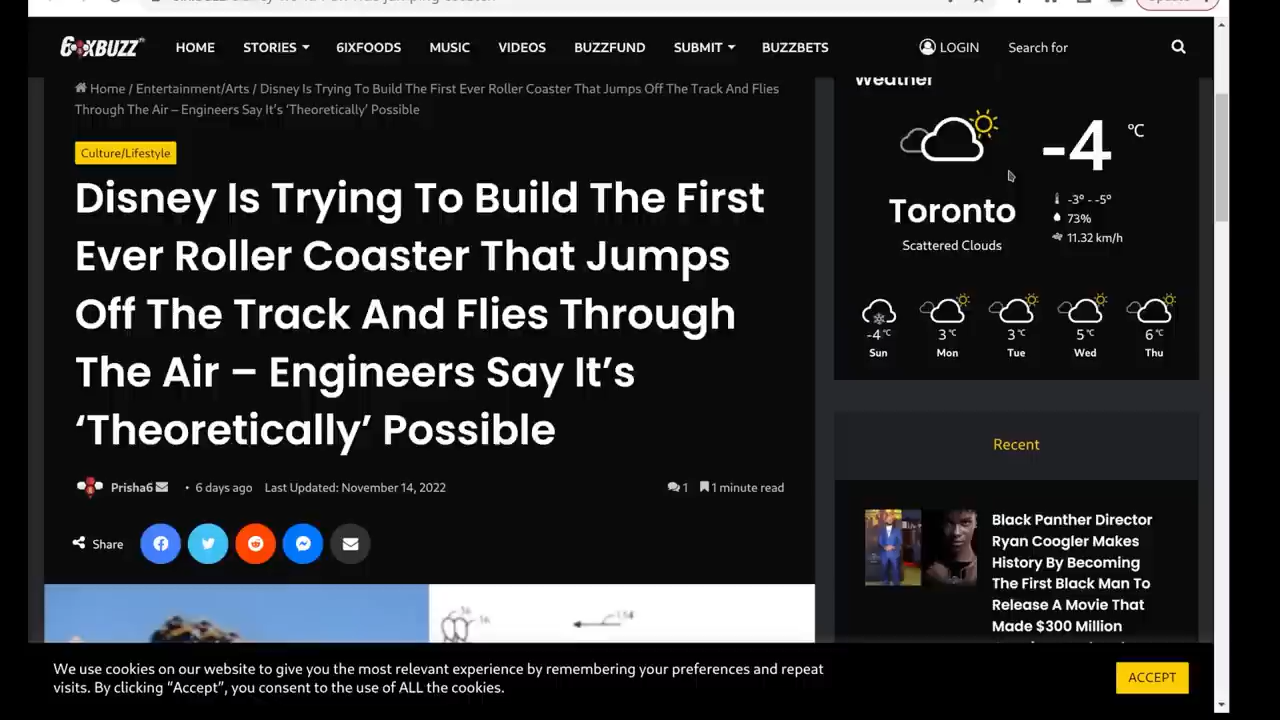 6IXBUZZ
HOME
STORIES
6IXFOODS
MUSIC
VIDEOS
BUZZFUND
SUBMIT
BUZZBETS
LOGIN
Search for
Home / Entertainment/Arts / Disney Is Trying To Build The First Ever Roller Coaster That Jumps Off The Track And Flies
Through The Air – Engineers Say It's ‘Theoretically’ Possible
Culture/Lifestyle
Disney Is Trying To Build The First
Ever Roller Coaster That Jumps
Off The Track And Flies Through
The Air – Engineers Say It's
‘Theoretically’ Possible
Prisha6
• 6 days ago
Last Updated: November 14, 2022
1
1 minute read
Share
Weather
-4 °C
Toronto
Scattered Clouds
-3º - -5º
73%
11.32 km/h
-4 °C
3 °C
3 °C
5 °C
6 °C
Sun
Mon
Tue
Wed
Thu
Recent
Black Panther Director
Ryan Coogler Makes
History By Becoming
The First Black Man To
Release A Movie That
Made $300 Million
We use cookies on our website to give you the most relevant experience by remembering your preferences and repeat
visits. By clicking “Accept”, you consent to the use of ALL the cookies.
ACCEPT